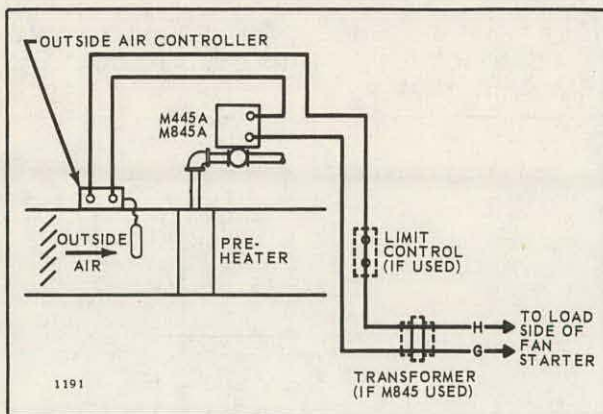 OUTSIDE AIR CONTROLLER
M445A
M845A
OUTSIDE
AIR
PRE-
HEATER
LIMIT
CONTROL
(IF USED)
H
G
TO LOAD
SIDE OF
FAN
STARTER
TRANSFORMER
(IF M845 USED)
1191